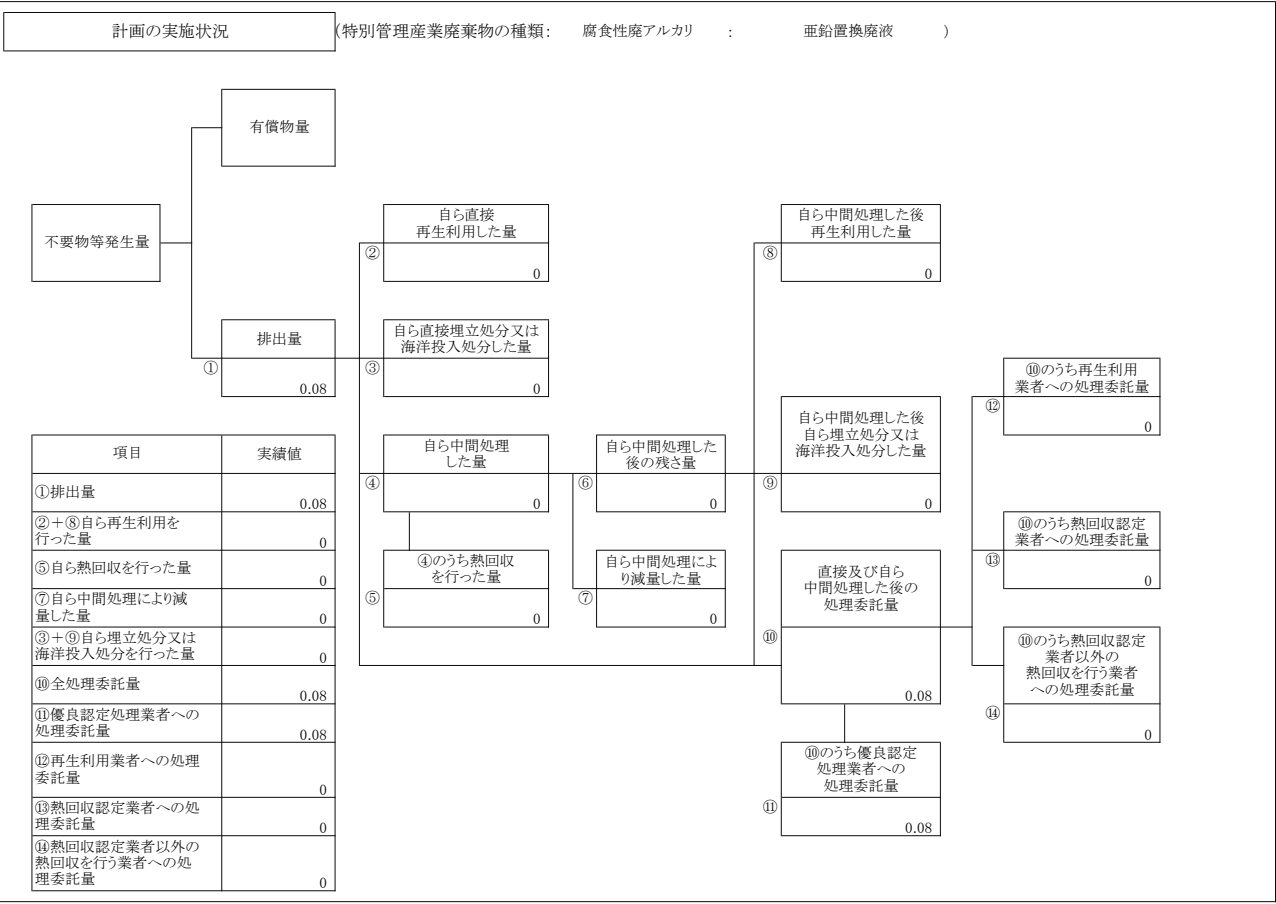 計画の実施状況
(特別管理産業廃棄物の種類： 腐食性廃アルカリ ： 亜鉛置換廃液 )
有償物量
不要物等発生量
排出量
①
0.08
自ら直接
再生利用した量
②
0
自ら直接埋立処分又は
海洋投入処分した量
③
0
自ら中間処理
した量
④
0
④のうち熱回収
を行った量
⑤
0
自ら中間処理した
後の残さ量
⑥
0
自ら中間処理によ
り減量した量
⑦
0
自ら中間処理した後
再生利用した量
⑧
0
自ら中間処理した後
自ら埋立処分又は
海洋投入処分した量
⑨
0
直接及び自ら
中間処理した後の
処理委託量
⑩
0.08
⑩のうち優良認定
処理業者への
処理委託量
⑪
0.08
⑩のうち再生利用
業者への処理委託量
⑫
0
⑩のうち熱回収認定
業者への処理委託量
⑬
0
⑩のうち熱回収認定
業者以外の
熱回収を行う業者
への処理委託量
⑭
0
項目 実績値
①排出量
0.08
②＋⑧自ら再生利用を
行った量
0
⑤自ら熱回収を行った量
0
⑦自ら中間処理により減
量した量
0
③＋⑨自ら埋立処分又は
海洋投入処分を行った量
0
⑩全処理委託量
0.08
⑪優良認定処理業者への
処理委託量
0.08
⑫再生利用業者への処理
委託量
0
⑬熱回収認定業者への処
理委託量
0
⑭熱回収認定業者以外の
熱回収を行う業者への処
理委託量
0